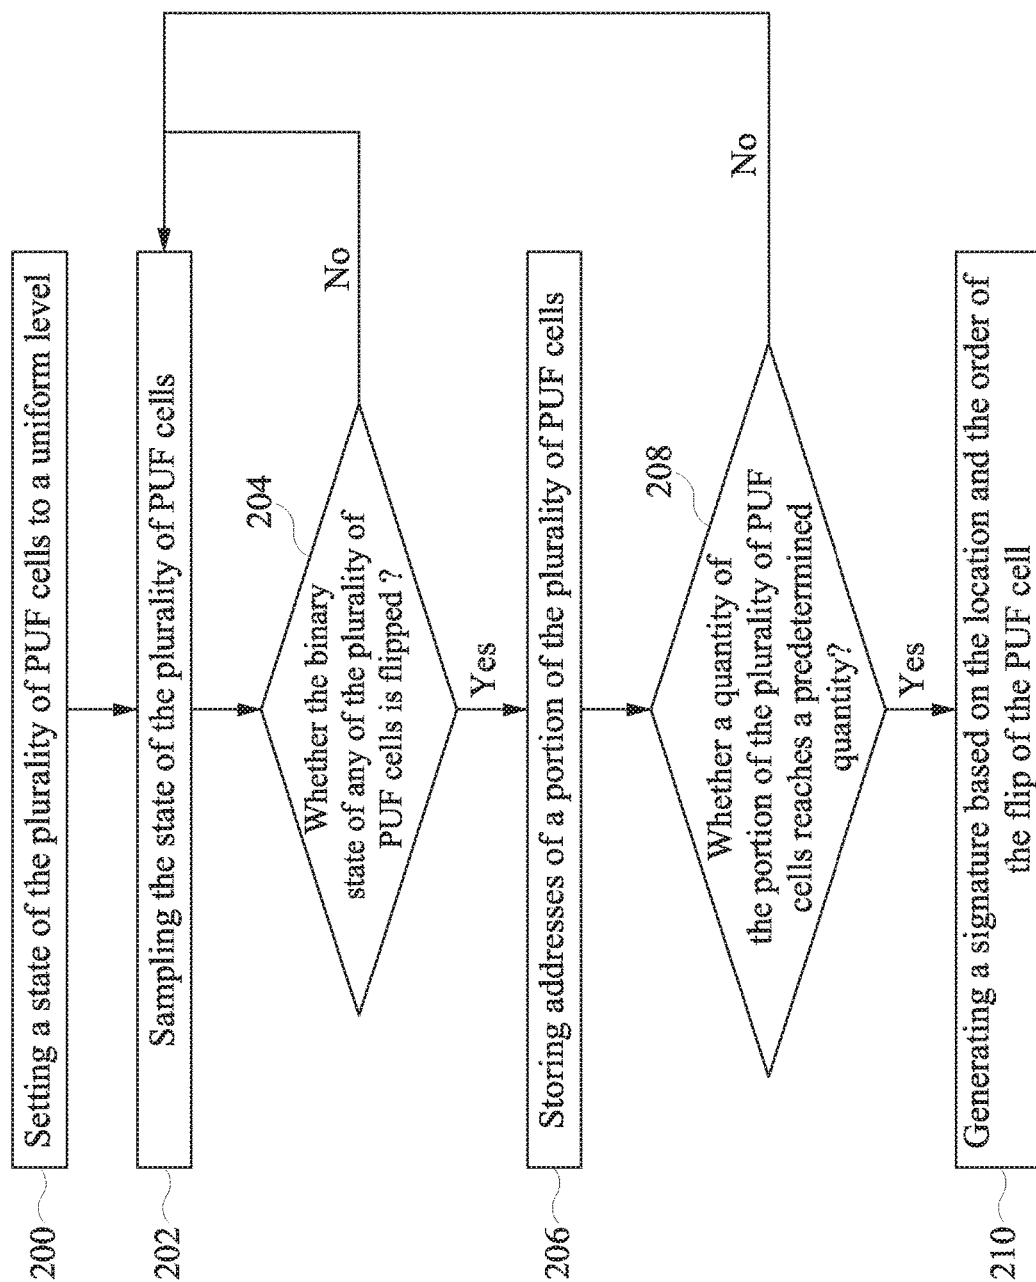 200
Setting a state of the plurality of PUF cells to a uniform level
202
Sampling the state of the plurality of PUF cells
204
Whether the binary
state of any of the plurality of
PUF cells is flipped ?
No
Yes
206
Storing addresses of a portion of the plurality of PUF cells
208
Whether a quantity of
the portion of the plurality of PUF
cells reaches a predetermined
quantity?
No
Yes
210
Generating a signature based on the location and the order of
the flip of the PUF cell